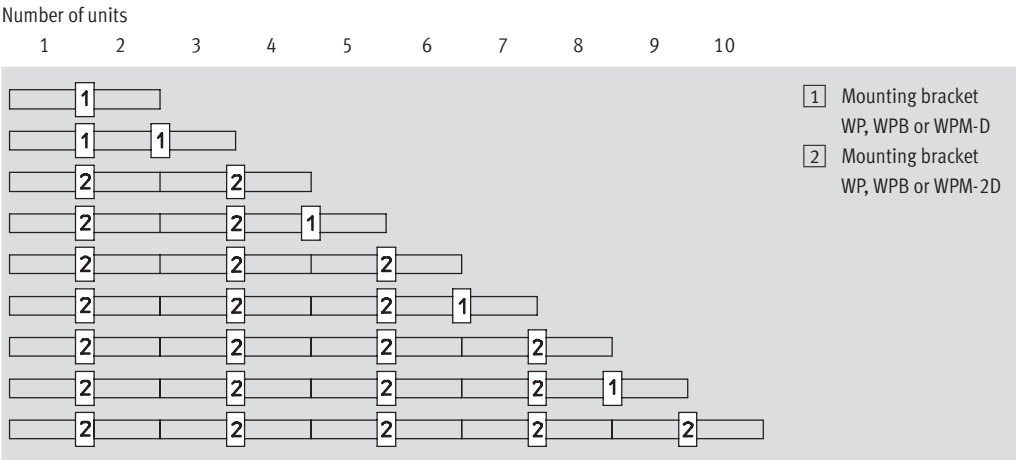 Number of units
1 2 3 4 5 6 7 8 9 10
1
1 1
2 2
2 2 1
2 2 2
2 2 2 1
2 2 2 2
2 2 2 2 1
2 2 2 2 2
1 Mounting bracket
WP, WPB or WPM-D
2 Mounting bracket
WP, WPB or WPM-2D